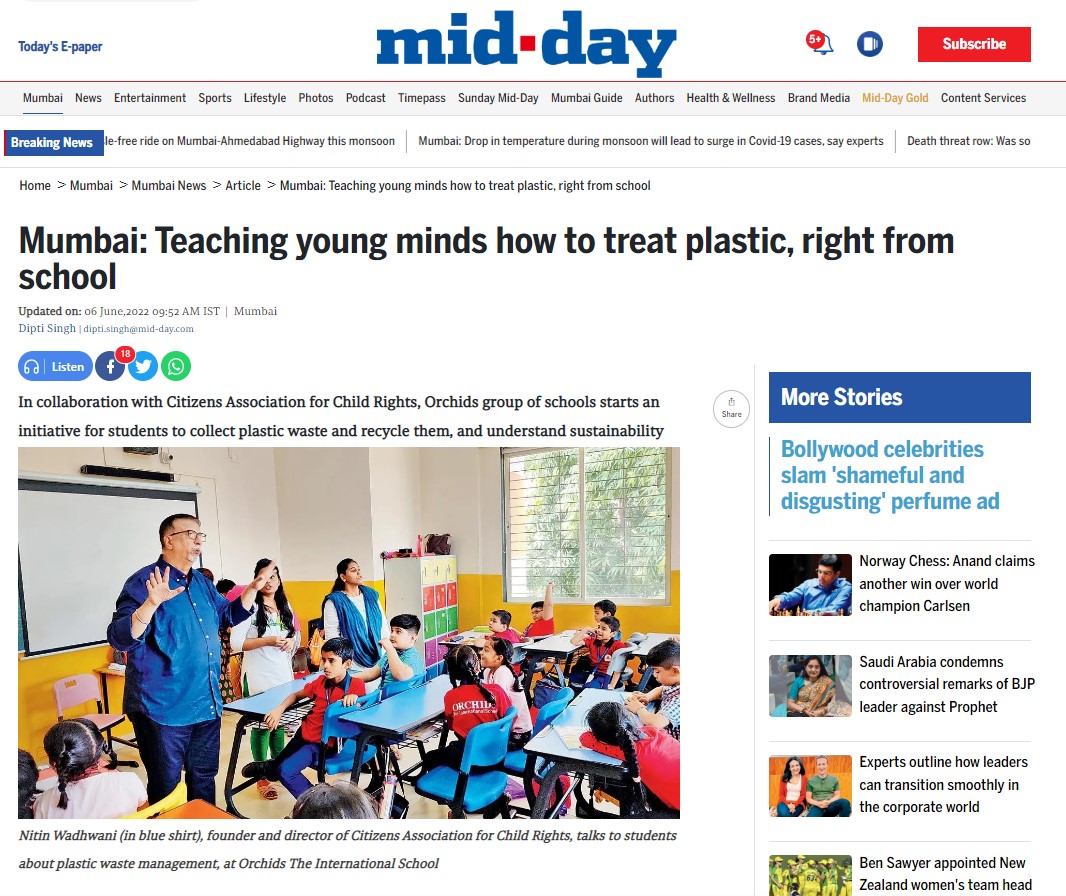 Today's E-paper
mid-day
5+
Subscribe
Mumbai News Entertainment Sports Lifestyle Photos Podcast Timepass Sunday Mid-Day Mumbai Guide Authors Health & Wellness Brand Media Mid-Day Gold Content Services
Breaking News
le-free ride on Mumbai-Ahmedabad Highway this monsoon
Mumbai: Drop in temperature during monsoon will lead to surge in Covid-19 cases, say experts
Death threat row: Was so
Home > Mumbai > Mumbai News > Article > Mumbai: Teaching young minds how to treat plastic, right from school
Mumbai: Teaching young minds how to treat plastic, right from
school
Updated on: 06 June,2022 09:52 AM IST | Mumbai
Dipti Singh | dipti.singh@mid-day.com
Listen
18
In collaboration with Citizens Association for Child Rights, Orchids group of schools starts an
initiative for students to collect plastic waste and recycle them, and understand sustainability
Share
ORCHIDS
The International School
Nitin Wadhwani (in blue shirt), founder and director of Citizens Association for Child Rights, talks to students
about plastic waste management, at Orchids The International School
More Stories
Bollywood celebrities
slam 'shameful and
disgusting' perfume ad
Norway Chess: Anand claims
another win over world
champion Carlsen
Saudi Arabia condemns
controversial remarks of BJP
leader against Prophet
Experts outline how leaders
can transition smoothly in
the corporate world
Ben Sawyer appointed New
Zealand women's team head